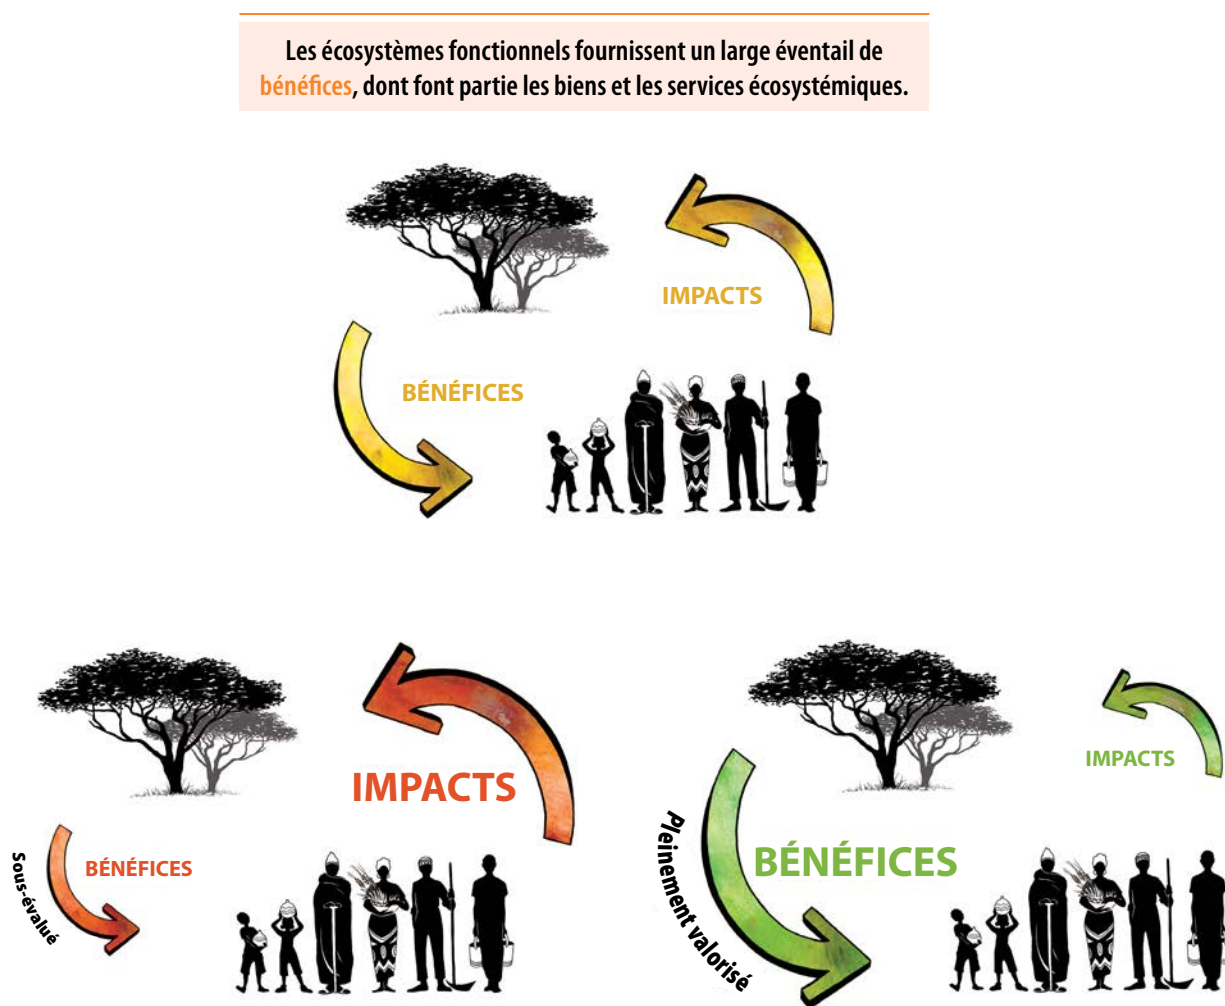 Les écosystèmes fonctionnels fournissent un large éventail de
bénéfices, dont font partie les biens et les services écosystémiques.
IMPACTS
BÉNÉFICES
IMPACTS
BÉNÉFICES
Sous-évalué
IMPACTS
BÉNÉFICES
Pleinement valorisé